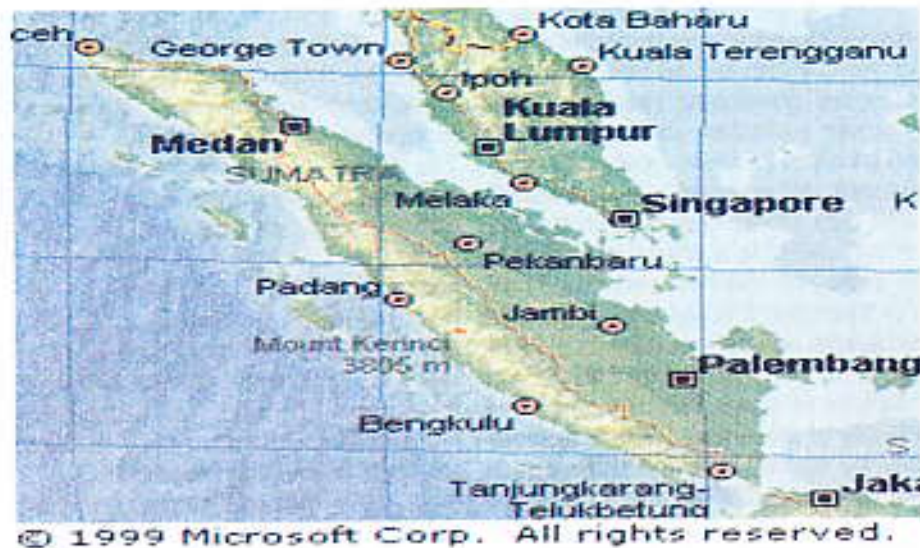 ceh
Kota Baharu
George Town
Kuala Terengganu
Ipoh
Kuala
Lumpur
Medan
SUMATRA
Melaka
Singapore
K
Pekanbaru
Padang
Jambi
Mount Kerinci
3805 m
Palembang
Bengkulu
S
Tanjungkarang-
Telukbetung
Jaka
© 1999 Microsoft Corp. All rights reserved.